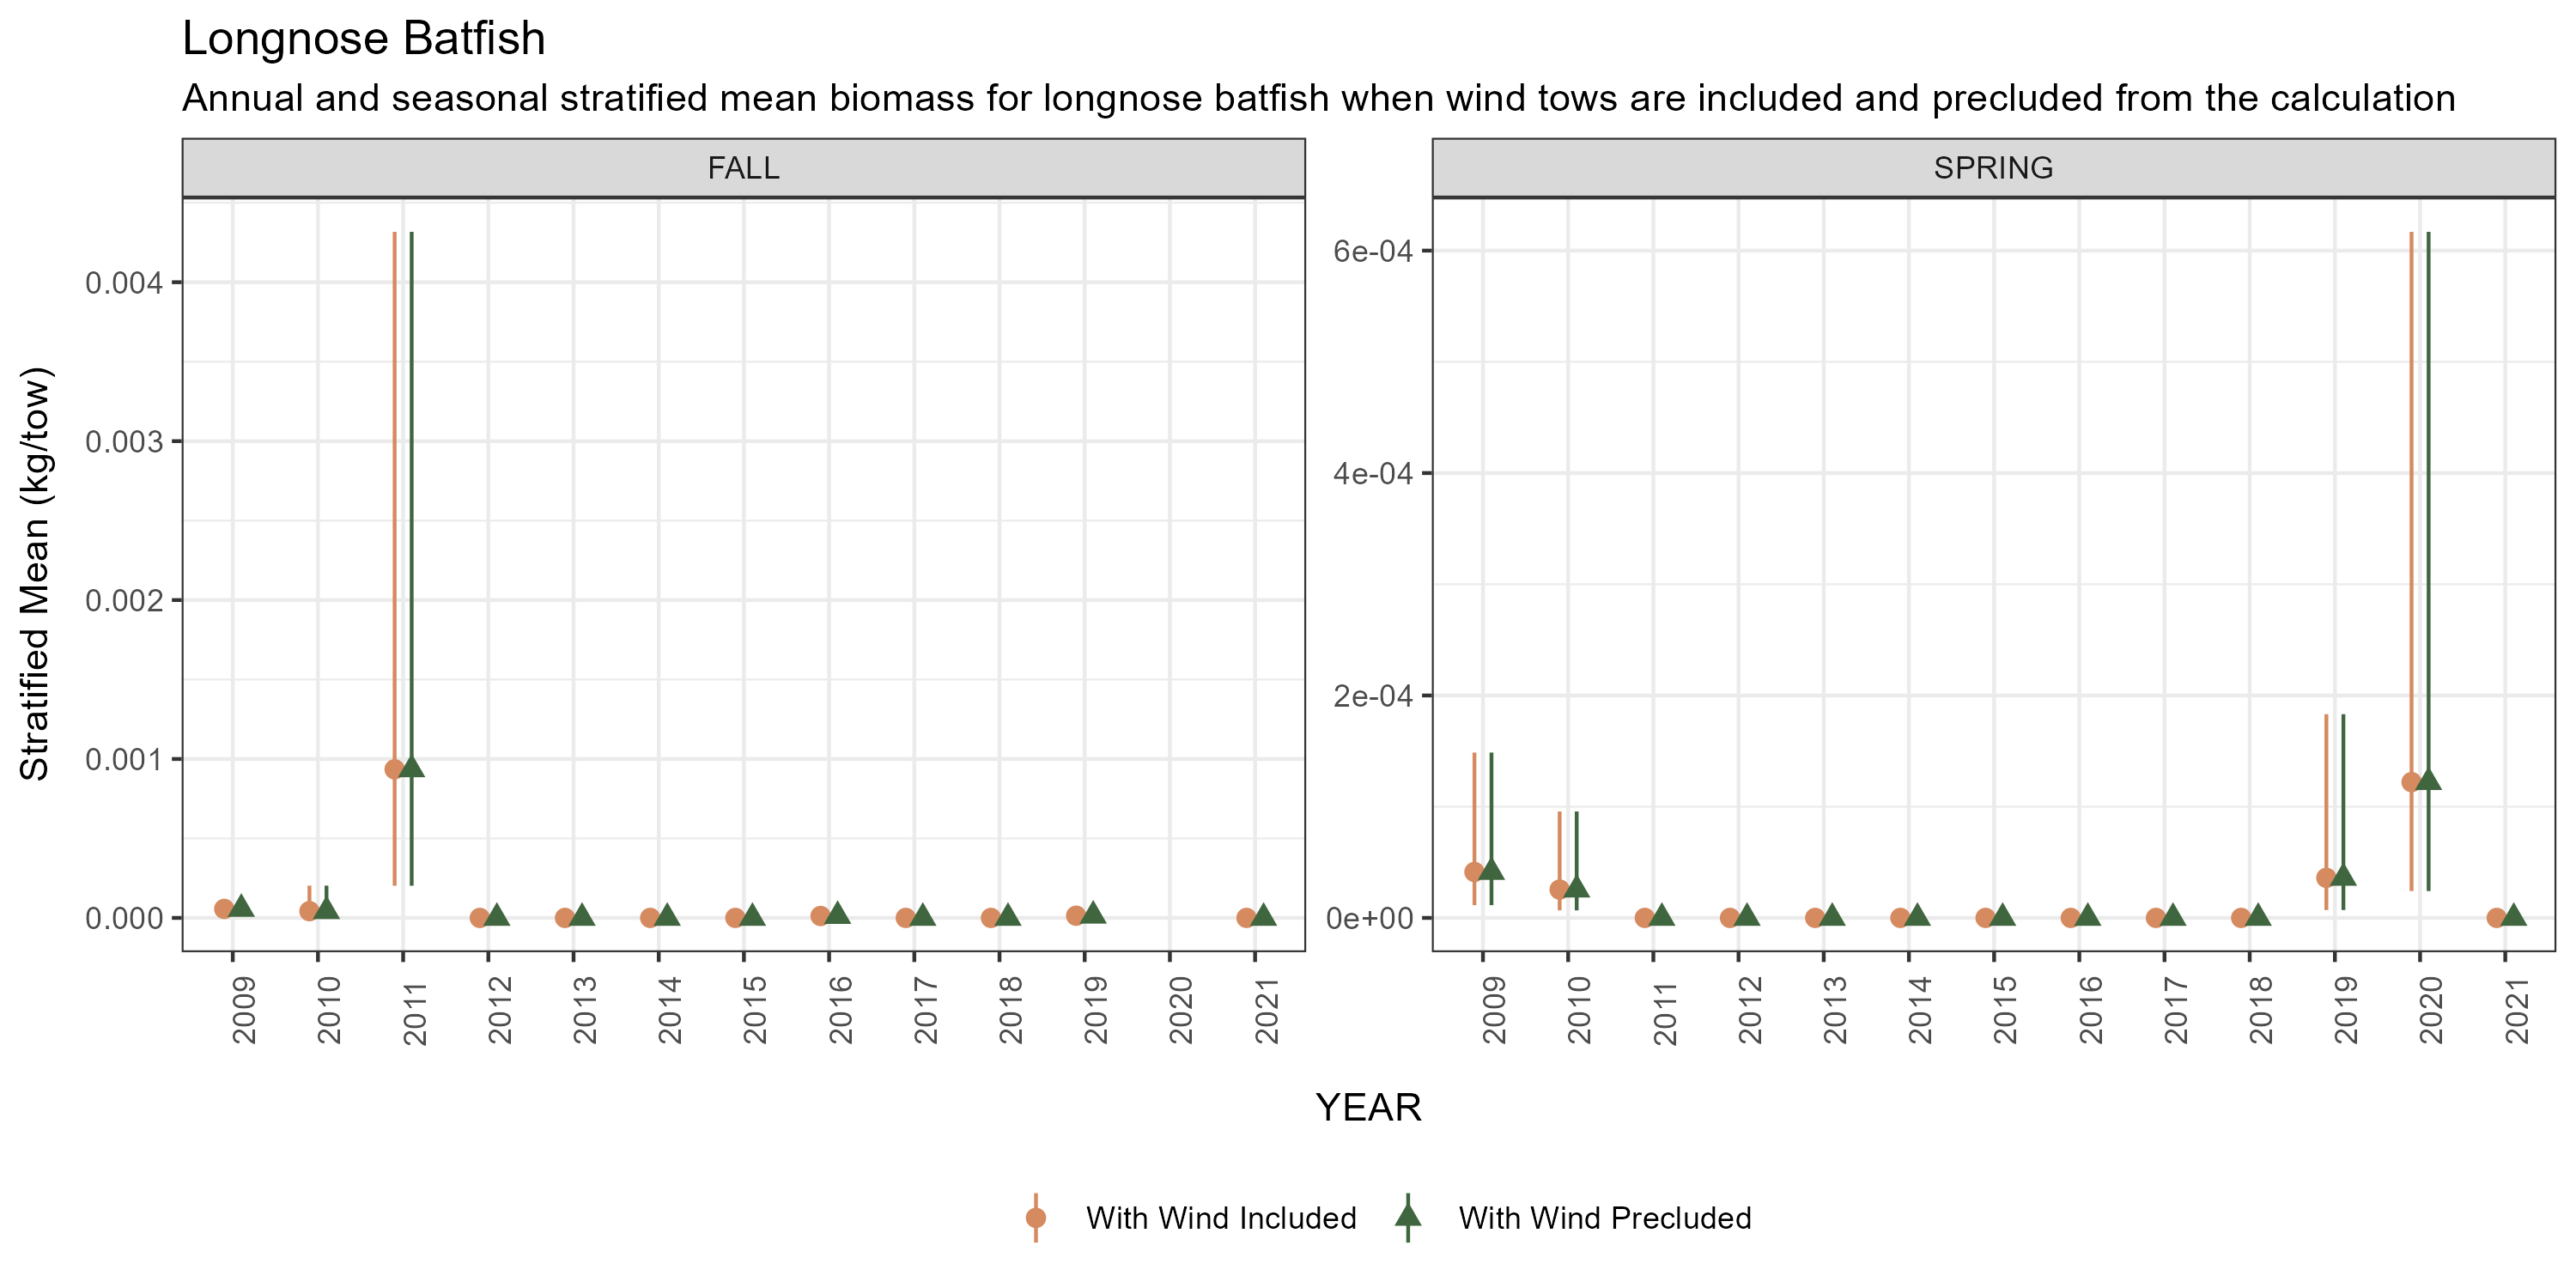 Longnose Batfish
Annual and seasonal stratified mean biomass for longnose batfish when wind tows are included and precluded from the calculation
FALL
SPRING
Stratified Mean (kg/tow)
0.004
0.003
0.002
0.001
0.000
6e-04
4e-04
2e-04
0e+00
2009 2010 2011 2012 2013 2014 2015 2016 2017 2018 2019 2020 2021
2009 2010 2011 2012 2013 2014 2015 2016 2017 2018 2019 2020 2021
YEAR
With Wind Included With Wind Precluded